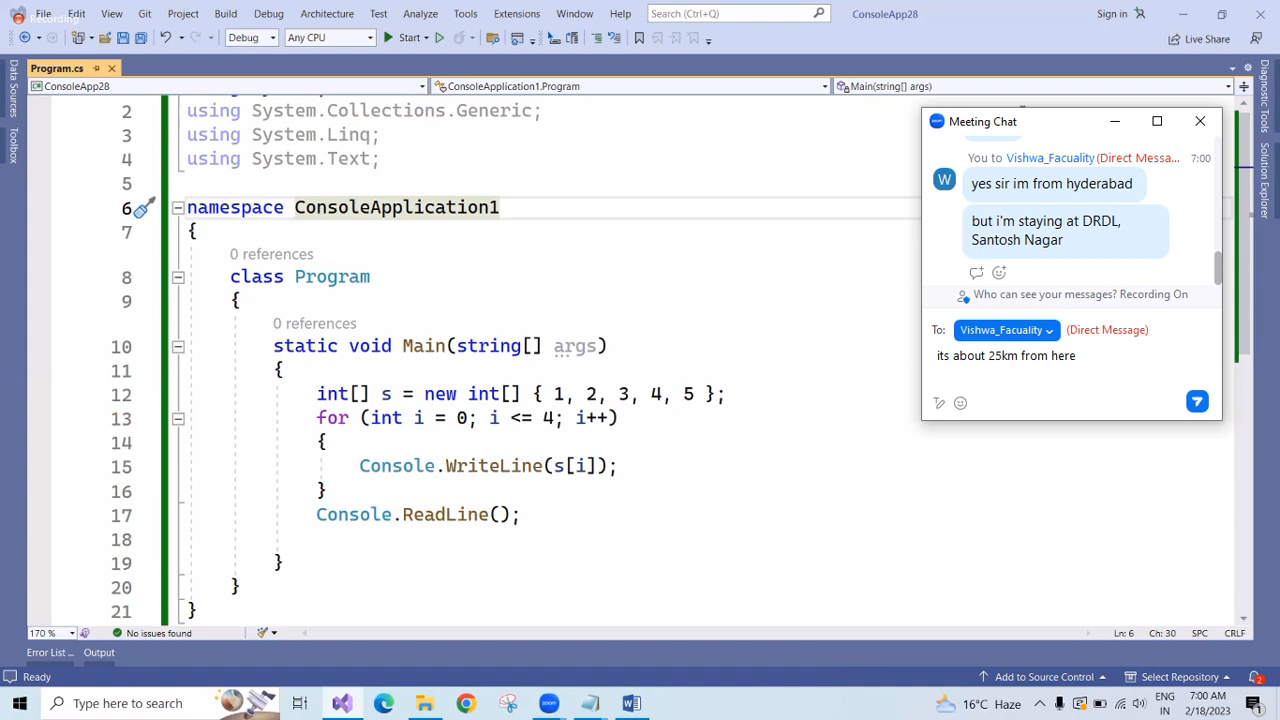 Recording
File Edit View Git Project Build Debug Architecture Test Analyze Tools Extensions Window Help Search (Ctrl+Q) ConsoleApp28 Sign in
Debug Any CPU Start Live Share
Program.cs
ConsoleApp28 ConsoleApplication1.Program Main(string[] args)
Data Sources
Toolbox
Diagnostic Tools
Solution Explorer
2 using System.Collections.Generic;
3 using System.Linq;
4 using System.Text;
5
6 namespace ConsoleApplication1
7 {
0 references
8 class Program
9 {
0 references
10 static void Main(string[] args)
11 {
12 int[] s = new int[] { 1, 2, 3, 4, 5 };
13 for (int i = 0; i <= 4; i++)
14 {
15 Console.WriteLine(s[i]);
16 }
17 Console.ReadLine();
18
19 }
20 }
21 }
Meeting Chat
You to Vishwa_Facuality(Direct Messa... 7:00
W
yes sir im from hyderabad
but i'm staying at DRDL,
Santosh Nagar
Who can see your messages? Recording On
To: Vishwa_Facuality (Direct Message)
its about 25km from here
170 % No issues found Ln: 6 Ch: 30 SPC CRLF
Error List ... Output
Ready Add to Source Control Select Repository 2
Type here to search 16°C Haze ENG 7:00 AM
IN 2/18/2023 1